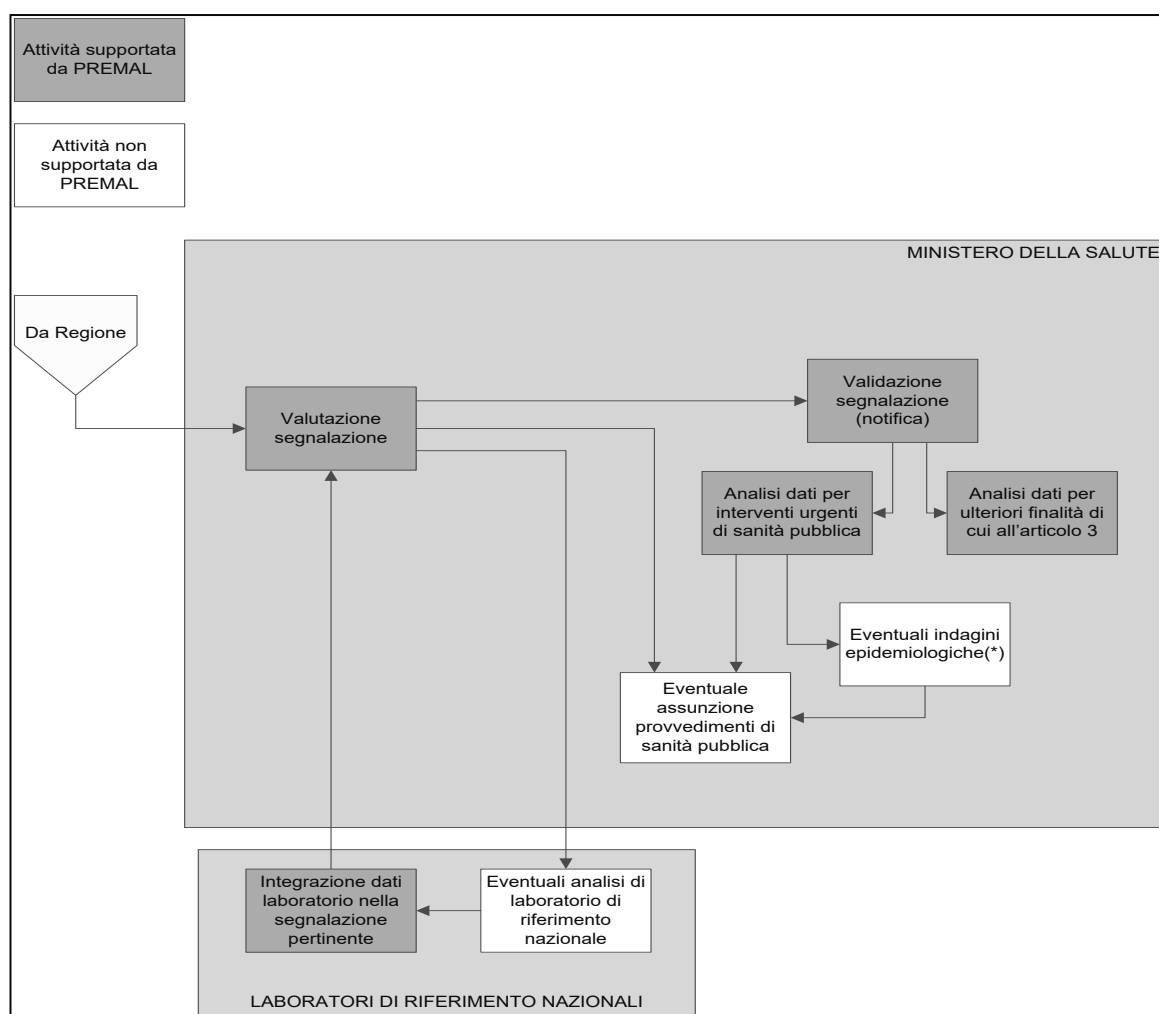 Attività supportata
da PREMAL
Attività non
supportata da
PREMAL
MINISTERO DELLA SALUTE
Da Regione
Valutazione
segnalazione
Validazione
segnalazione
(notifica)
Analisi dati per
interventi urgenti
di sanità pubblica
Analisi dati per
ulteriori finalità di
cui all’articolo 3
Eventuali indagini
epidemiologiche(*)
Eventuale
assunzione
provvedimenti di
sanità pubblica
Integrazione dati
laboratorio nella
segnalazione
pertinente
Eventuali analisi di
laboratorio di
riferimento
nazionale
LABORATORI DI RIFERIMENTO NAZIONALI